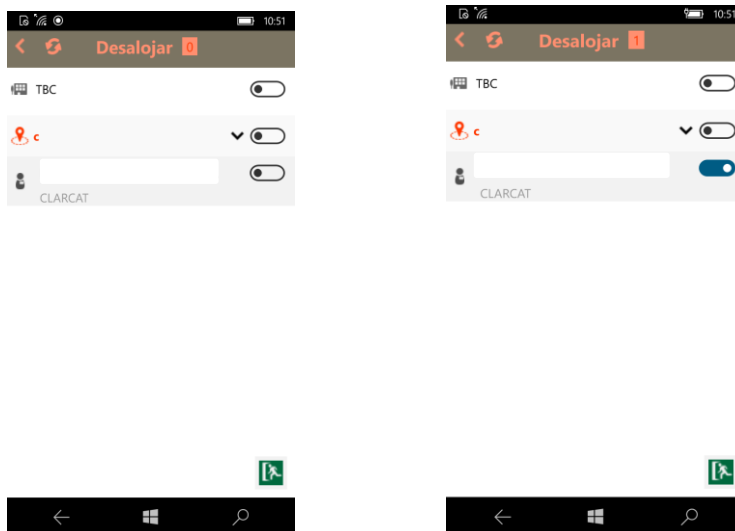 10:51
Desalojar 0
TBC
c
CLARCAT
10:51
Desalojar 1
TBC
c
CLARCAT